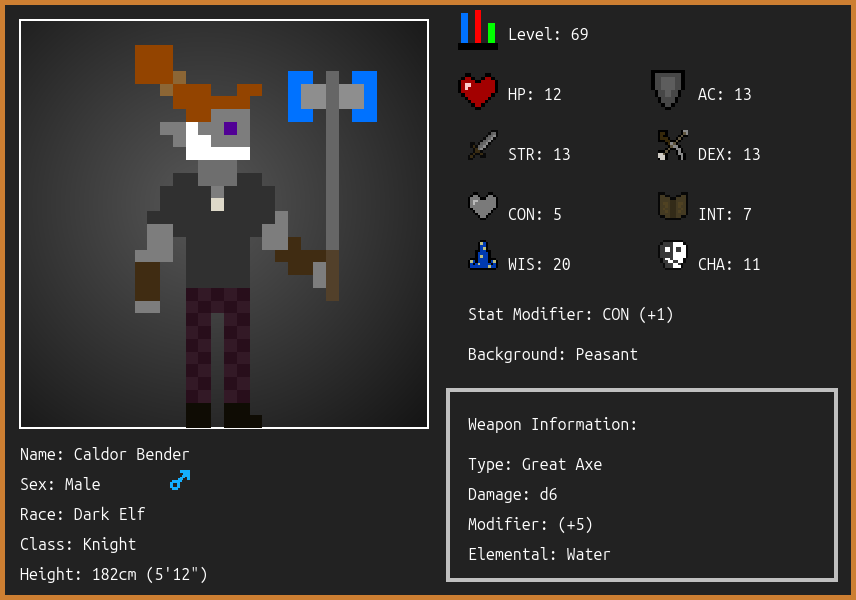 Level: 69
HP: 12
AC: 13
STR: 13
DEX: 13
CON: 5
INT: 7
WIS: 20
CHA: 11
Stat Modifier: CON (+1)
Background: Peasant
Weapon Information:
Type: Great Axe
Damage: d6
Modifier: (+5)
Elemental: Water
Name: Caldor Bender
Sex: Male
Race: Dark Elf
Class: Knight
Height: 182cm (5'12")